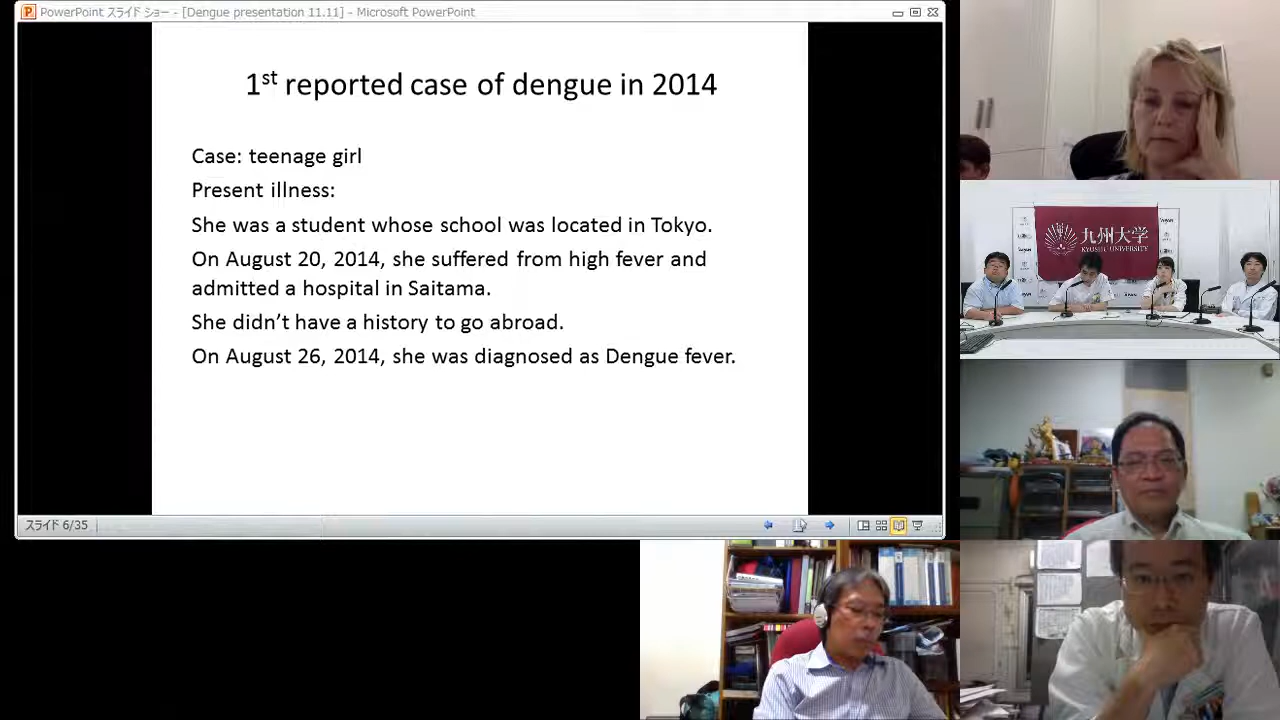 PowerPoint スライド ショー - [Dengue presentation 11.11] - Microsoft PowerPoint
1st reported case of dengue in 2014
Case: teenage girl
Present illness:
She was a student whose school was located in Tokyo.
On August 20, 2014, she suffered from high fever and
admitted a hospital in Saitama.
She didn’t have a history to go abroad.
On August 26, 2014, she was diagnosed as Dengue fever.
スライド 6/35
九州大学
KYUSHU UNIVERSITY